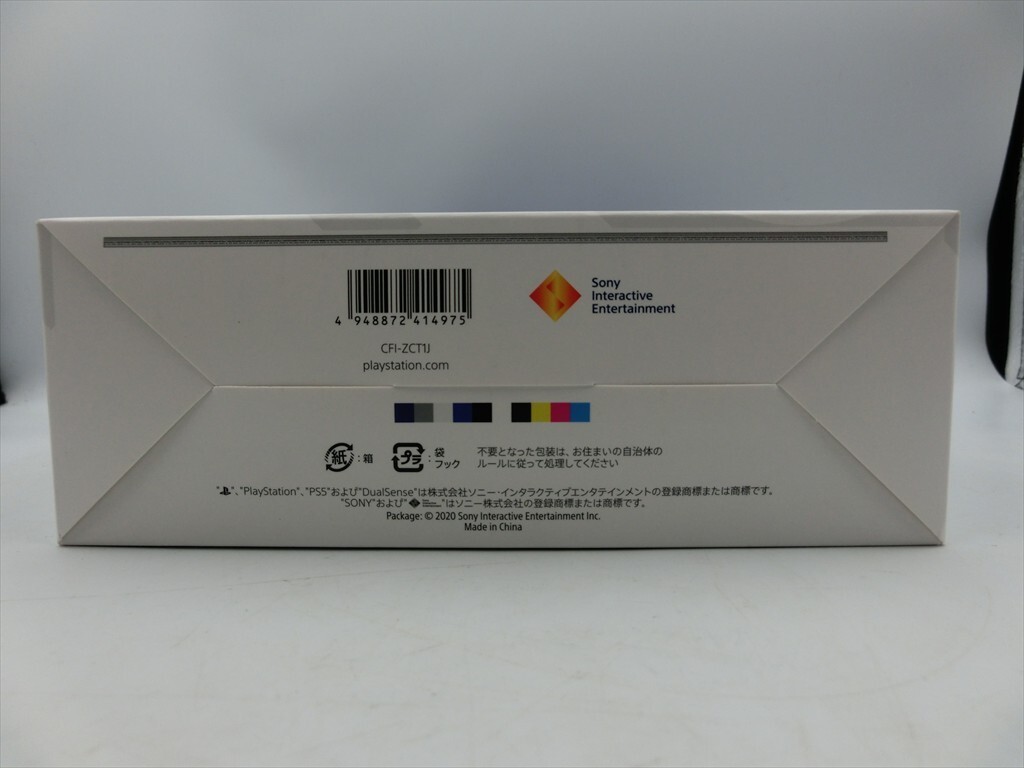 4 948872 414975
CFI-ZCT1J
playstation.com
Sony
Interactive
Entertainment
紙 : 箱
プラ : 袋
フック
不要となった包装は、お住まいの自治体の
ルールに従って処理してください
"", "PlayStation", "PS5"および"DualSense"は株式会社ソニー・インタラクティブエンタテインメントの登録商標または商標です。
"SONY"および""はソニー株式会社の登録商標または商標です。
Package: © 2020 Sony Interactive Entertainment Inc.
Made in China